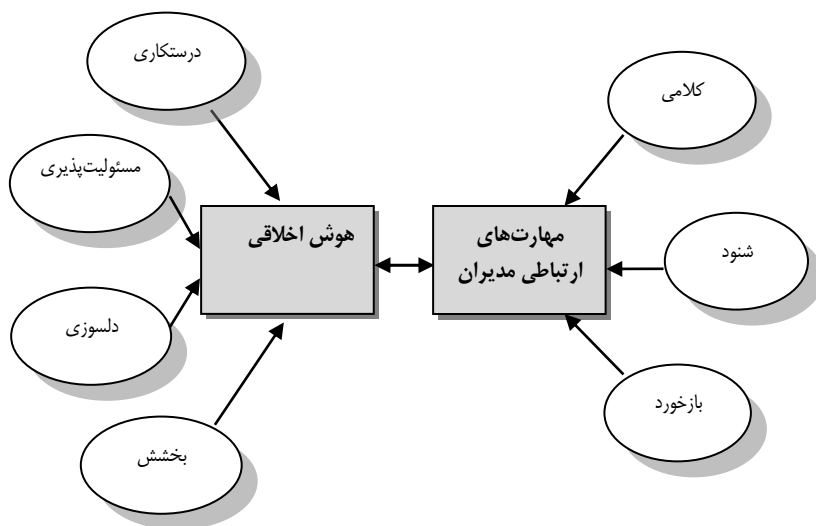 درستکاری
کلامی
مسئولیت‌پذیری
هوش اخلاقی
مهارت‌های
ارتباطی مدیران
شنود
دلسوزی
بازخورد
بخشش